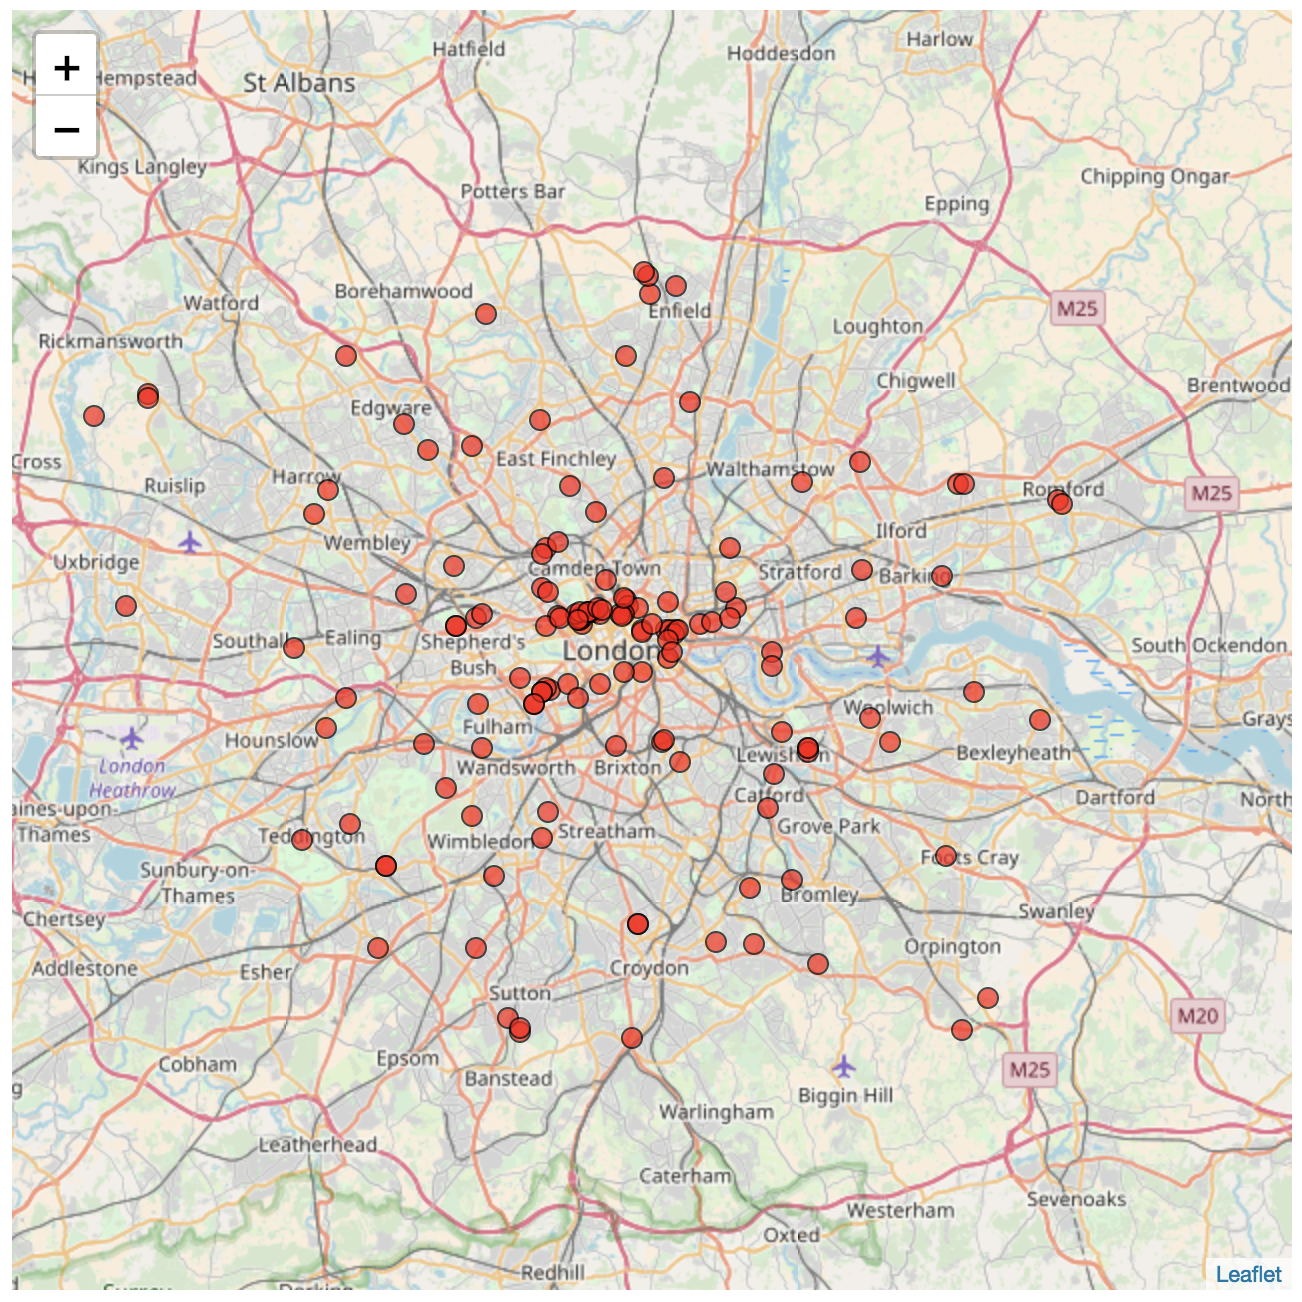 +
−
Hatfield
Hoddesdon
Harlow
Hempstead
St Albans
Kings Langley
Chipping Ongar
Potters Bar
Epping
Watford
Borehamwood
Enfield
M25
Loughton
Rickmansworth
Chigwell
Brentwood
Edgware
Cross
East Finchley
Walthamstow
Harrow
Ruislip
Romford
M25
Ilford
Wembley
Uxbridge
Camden Town
Stratford
Barking
Southall
Ealing
Shepherd's
Bush
London
South Ockendon
Woolwich
Grays
Fulham
Hounslow
Lewisham
Bexleyheath
London
Heathrow
Wandsworth
Brixton
Catford
Dartford
North
aines-upon-
Thames
Teddington
Wimbledon
Streatham
Grove Park
Foots Cray
Sunbury-on-
Thames
Bromley
Chertsey
Swanley
Orpington
Addlestone
Esher
Croydon
Sutton
M20
Cobham
Epsom
Banstead
M25
Biggin Hill
Warlingham
Leatherhead
Caterham
Sevenoaks
Westerham
Oxted
Redhill
Leaflet